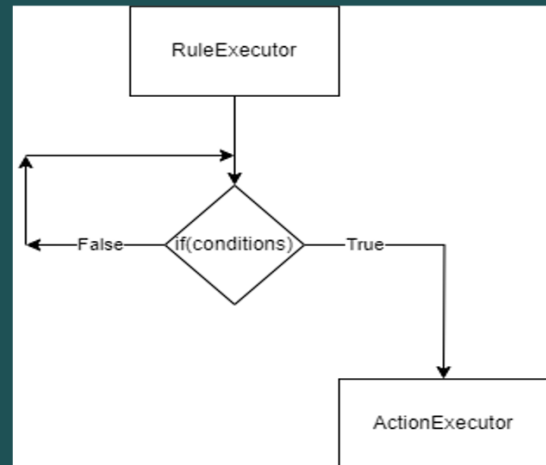 RuleExecutor
False
if(conditions)
True
ActionExecutor